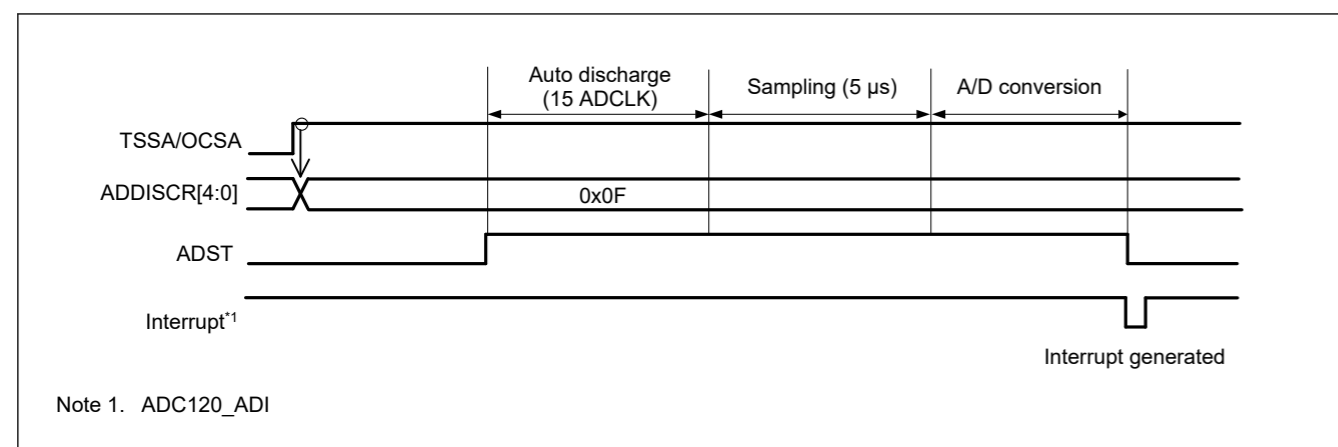 Auto discharge
(15 ADCLK)
Sampling (5 µs)
A/D conversion
TSSA/OCSA
ADDISCR[4:0]
0x0F
ADST
Interrupt*1
Interrupt generated
Note 1. ADC120_ADI